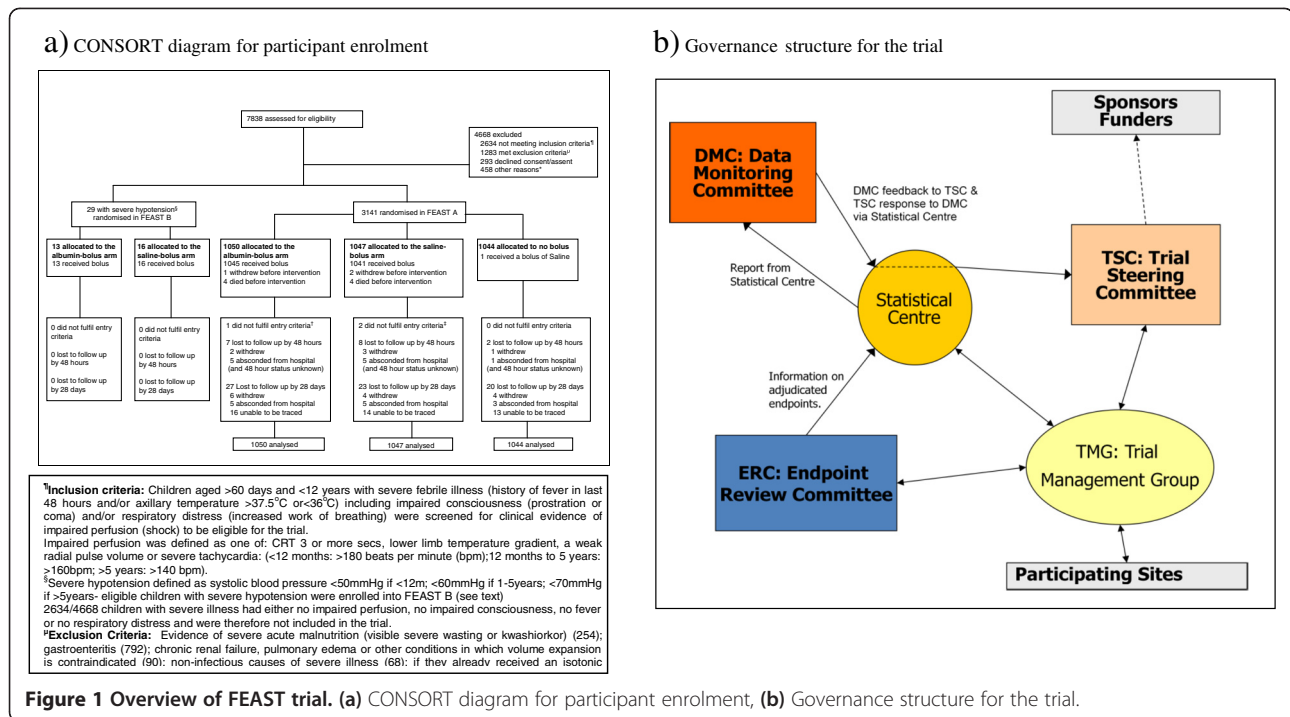 a) CONSORT diagram for participant enrolment
7838 assessed for eligibility
4668 excluded
2634 not meeting inclusion criteria¶
1283 met exclusion criteriaµ
293 declined consent/assent
458 other reasons*
29 with severe hypotension§
randomised in FEAST B
3141 randomised in FEAST A
13 allocated to the
albumin-bolus arm
13 received bolus
16 allocated to the
saline-bolus arm
16 received bolus
1050 allocated to the
albumin-bolus arm
1045 received bolus
1 withdrew before intervention
4 died before intervention
1047 allocated to the saline-
bolus arm
1041 received bolus
2 withdrew before intervention
4 died before intervention
1044 allocated to no bolus
1 received a bolus of Saline
0 did not fulfil entry
criteria
0 lost to follow up
by 48 hours
0 lost to follow up
by 28 days
0 did not fulfil entry
criteria
0 lost to follow up
by 48 hours
0 lost to follow up
by 28 days
1 did not fulfil entry criteria†
7 lost to follow up by 48 hours
2 withdrew
5 absconded from hospital
(and 48 hour status unknown)
27 Lost to follow up by 28 days
6 withdrew
5 absconded from hospital
16 unable to be traced
2 did not fulfil entry criteria‡
8 lost to follow up by 48 hours
3 withdrew
5 absconded from hospital
(and 48 hour status unknown)
23 lost to follow up by 28 days
4 withdrew
5 absconded from hospital
14 unable to be traced
0 did not fulfil entry criteria
2 lost to follow up by 48 hours
1 withdrew
1 absconded from hospital
(and 48 hour status unknown)
20 lost to follow up by 28 days
4 withdrew
3 absconded from hospital
13 unable to be traced
1050 analysed
1047 analysed
1044 analysed
¶Inclusion criteria: Children aged >60 days and <12 years with severe febrile illness (history of fever in last
48 hours and/or axillary temperature >37.5°C or<36°C) including impaired consciousness (prostration or
coma) and/or respiratory distress (increased work of breathing) were screened for clinical evidence of
impaired perfusion (shock) to be eligible for the trial.
Impaired perfusion was defined as one of: CRT 3 or more secs, lower limb temperature gradient, a weak
radial pulse volume or severe tachycardia: (<12 months: >180 beats per minute (bpm);12 months to 5 years:
>160bpm; >5 years: >140 bpm).
§Severe hypotension defined as systolic blood pressure <50mmHg if <12m; <60mmHg if 1-5years; <70mmHg
if >5years- eligible children with severe hypotension were enrolled into FEAST B (see text)
2634/4668 children with severe illness had either no impaired perfusion, no impaired consciousness, no fever
or no respiratory distress and were therefore not included in the trial.
µExclusion Criteria: Evidence of severe acute malnutrition (visible severe wasting or kwashiorkor) (254);
gastroenteritis (792); chronic renal failure, pulmonary edema or other conditions in which volume expansion
is contraindicated (90); non-infectious causes of severe illness (68); if they already received an isotonic
b) Governance structure for the trial
Sponsors
Funders
DMC: Data
Monitoring
Committee
DMC feedback to TSC &
TSC response to DMC
via Statistical Centre
TSC: Trial
Steering
Committee
Report from
Statistical Centre
Statistical
Centre
Information on
adjudicated
endpoints.
ERC: Endpoint
Review Committee
TMG: Trial
Management Group
Participating Sites
Figure 1 Overview of FEAST trial. (a) CONSORT diagram for participant enrolment, (b) Governance structure for the trial.